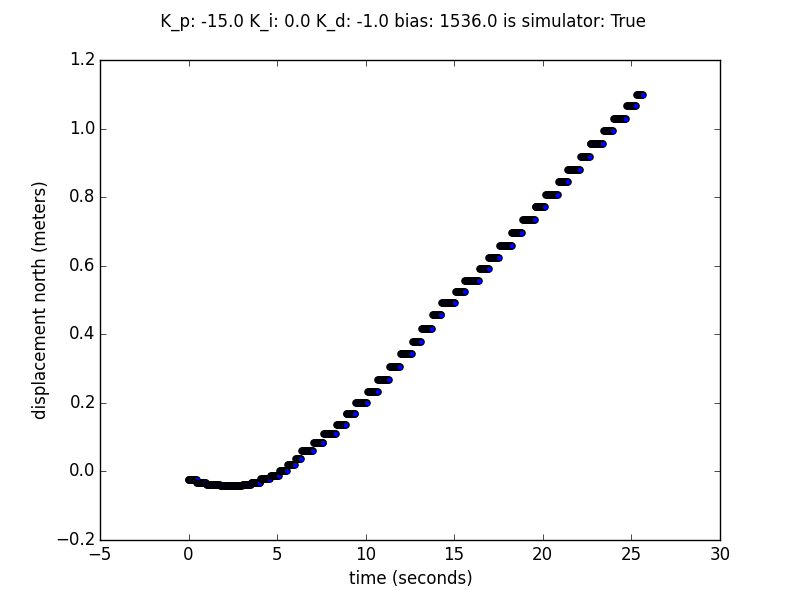 K_p: -15.0 K_i: 0.0 K_d: -1.0 bias: 1536.0 is simulator: True
1.2
1.0
0.8
0.6
0.4
0.2
0.0
−0.2
displacement north (meters)
−5 0 5 10 15 20 25 30
time (seconds)